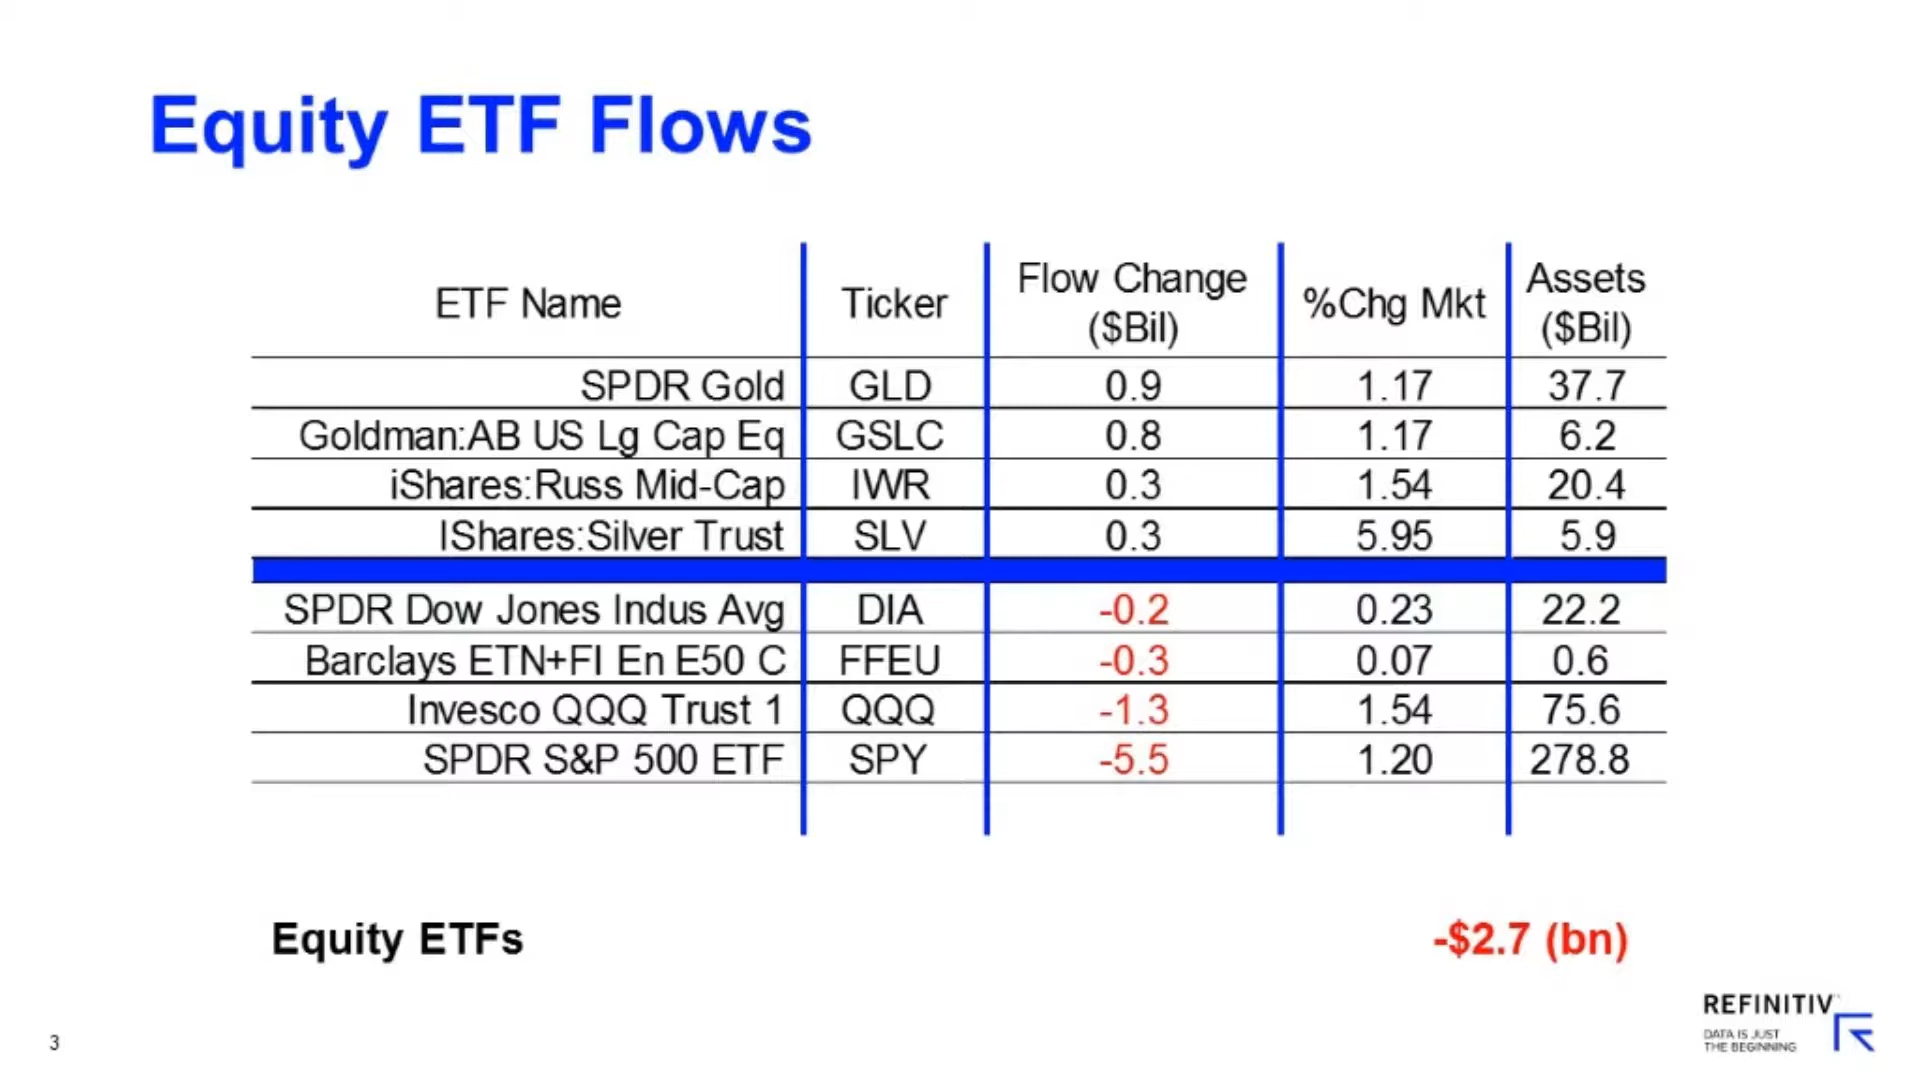 Equity ETF Flows
ETF Name Ticker Flow Change ($Bil) %Chg Mkt Assets ($Bil)
SPDR Gold GLD 0.9 1.17 37.7
Goldman:AB US Lg Cap Eq GSLC 0.8 1.17 6.2
iShares:Russ Mid-Cap IWR 0.3 1.54 20.4
IShares:Silver Trust SLV 0.3 5.95 5.9
SPDR Dow Jones Indus Avg DIA -0.2 0.23 22.2
Barclays ETN+FI En E50 C FFEU -0.3 0.07 0.6
Invesco QQQ Trust 1 QQQ -1.3 1.54 75.6
SPDR S&P 500 ETF SPY -5.5 1.20 278.8
Equity ETFs -$2.7 (bn)
REFINITIV
DATA IS JUST
THE BEGINNING
3